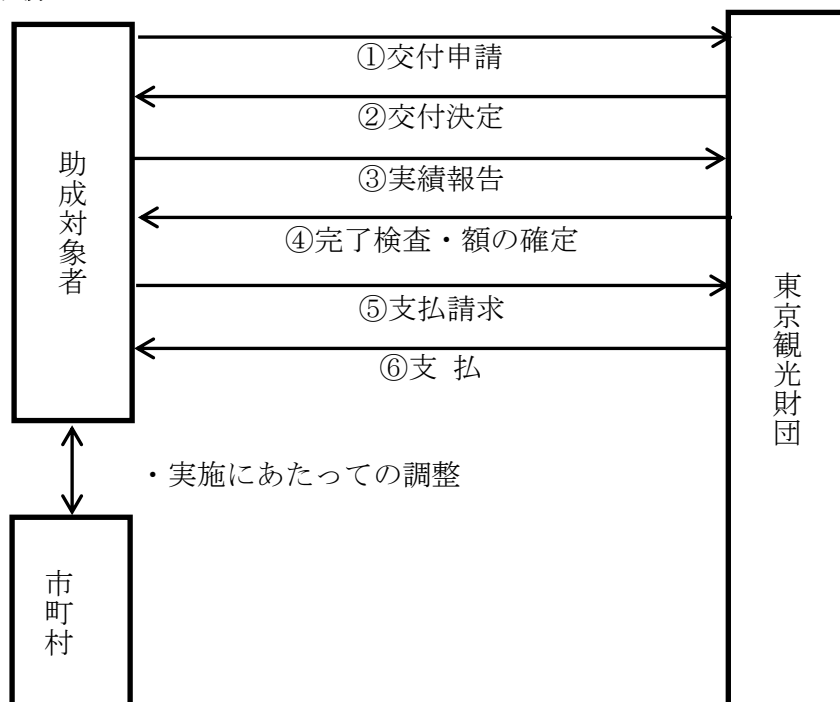 ①交付申請
②交付決定
③実績報告
④完了検査・額の確定
⑤支払請求
⑥支 払
助成対象者
東京観光財団
・実施にあたっての調整
市町村